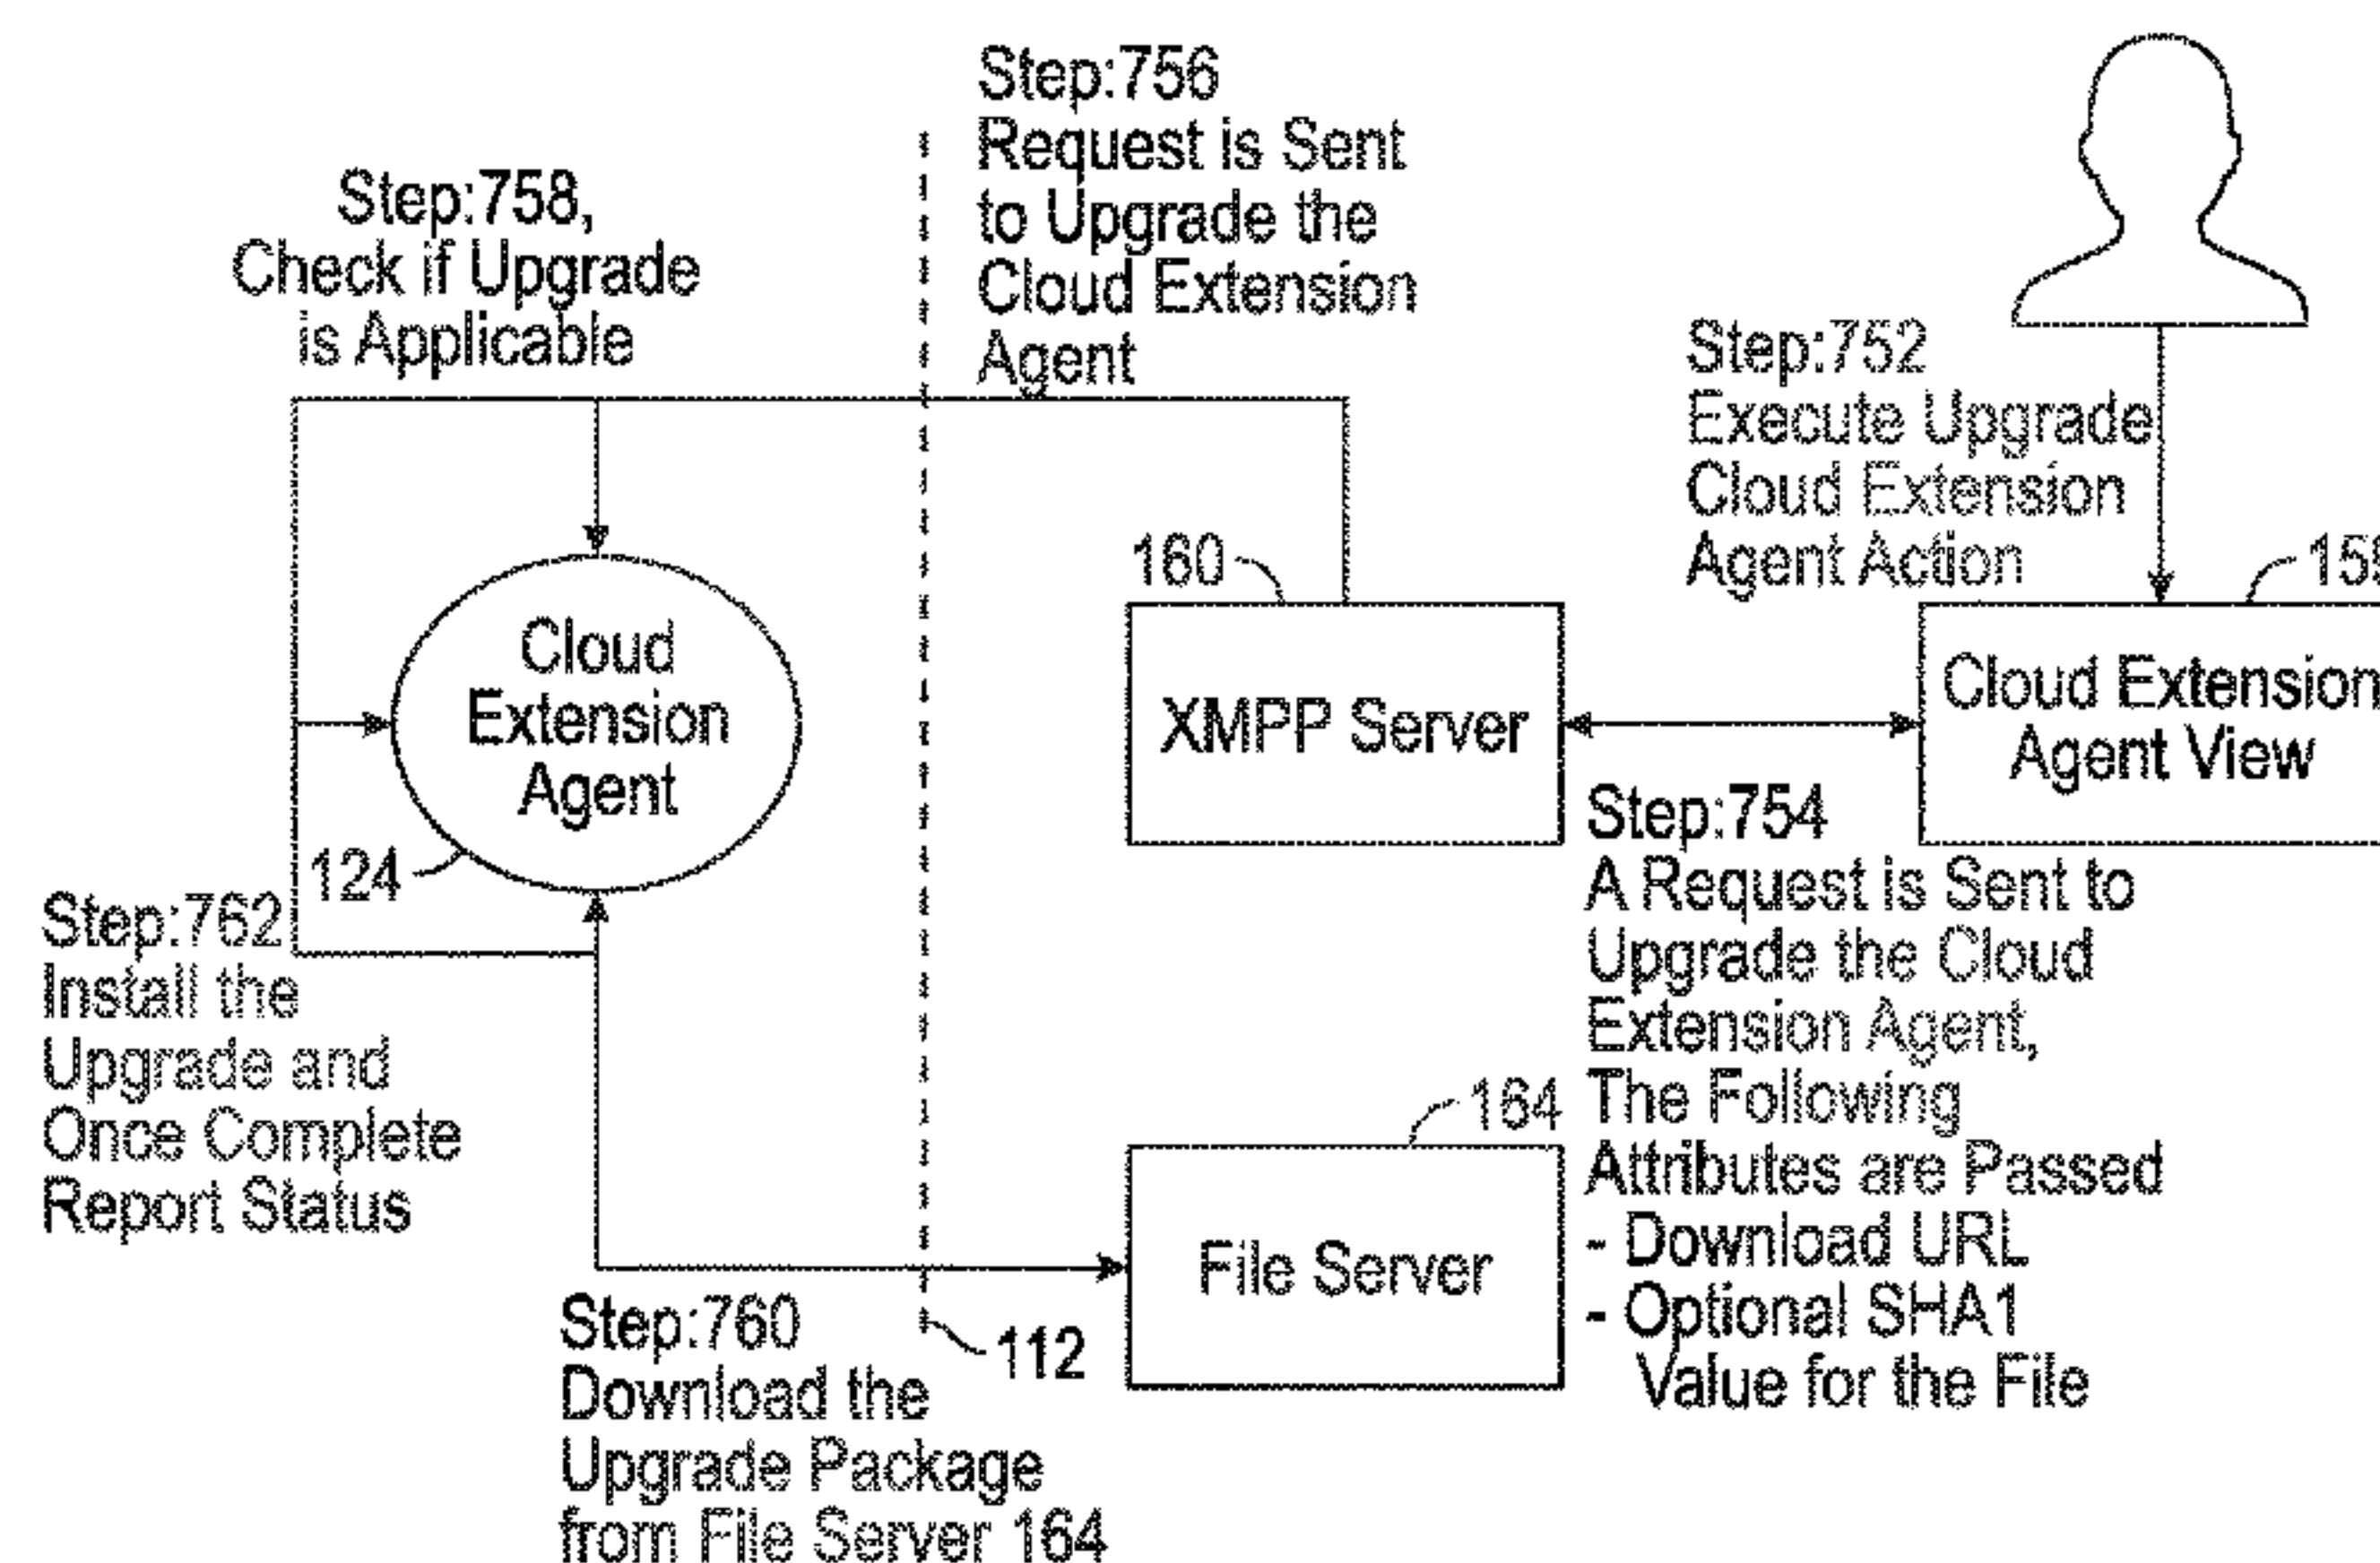 Step:756
Request is Sent
to Upgrade the
Cloud Extension
Agent
Step:758,
Check if Upgrade
is Applicable
Step:752
Execute Upgrade
Cloud Extension
Agent Action
160
Cloud
Extension
Agent
124
XMPP Server
Cloud Extension
Agent View
Step:754
A Request is Sent to
Upgrade the Cloud
Extension Agent,
The Following
Attributes are Passed
- Download URL
- Optional SHA1
Value for the File
Step:762
Install the
Upgrade and
Once Complete
Report Status
164
File Server
Step:760
Download the
Upgrade Package
from File Server 164
112